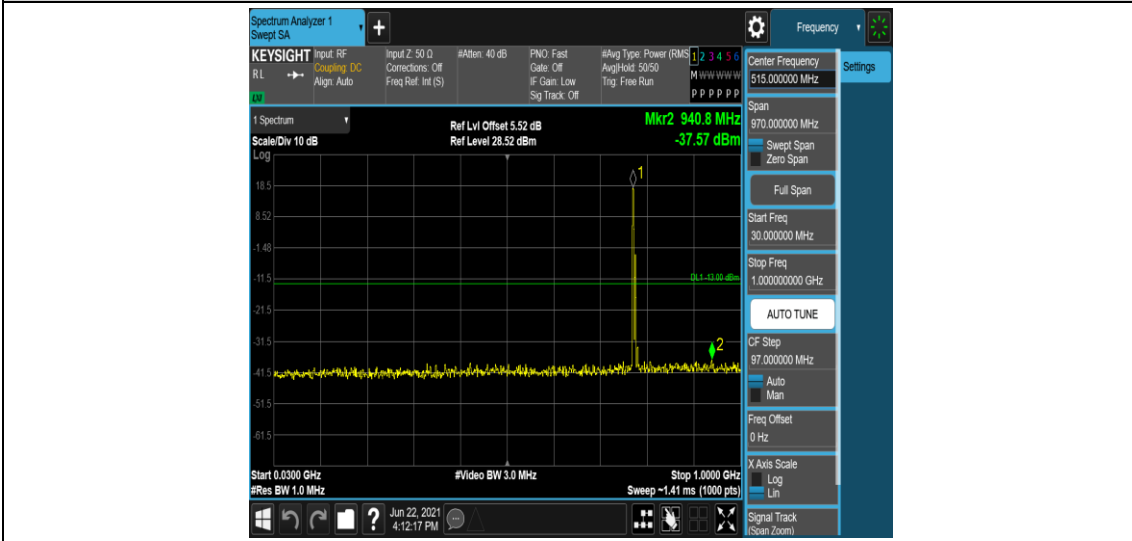 Spectrum Analyzer 1
Swept SA
+
Frequency
KEYSIGHT
RL
LXI
Input: RF
Coupling: DC
Align: Auto
Input Z: 50 Ω
Corrections: Off
Freq Ref: Int (S)
#Atten: 40 dB
PNO: Fast
Gate: Off
IF Gain: Low
Sig Track: Off
#Avg Type: Power (RMS
Avg|Hold: 50/50
Trig: Free Run
1 2 3 4 5 6
M W W W W W
P P P P P P
1 Spectrum
Scale/Div 10 dB
Log
Ref Lvl Offset 5.52 dB
Ref Level 28.52 dBm
Mkr2 940.8 MHz
-37.57 dBm
1
18.5
8.52
-1.48
-11.5
DL1 -13.00 dBm
-21.5
-31.5
2
-41.5
-51.5
-61.5
Start 0.0300 GHz
#Res BW 1.0 MHz
#Video BW 3.0 MHz
Stop 1.0000 GHz
Sweep ~1.41 ms (1000 pts)
?
Jun 22, 2021
4:12:17 PM
Center Frequency
515.000000 MHz
Settings
Span
970.000000 MHz
Swept Span
Zero Span
Full Span
Start Freq
30.000000 MHz
Stop Freq
1.000000000 GHz
AUTO TUNE
CF Step
97.000000 MHz
Auto
Man
Freq Offset
0 Hz
X Axis Scale
Log
Lin
Signal Track
(Span Zoom)